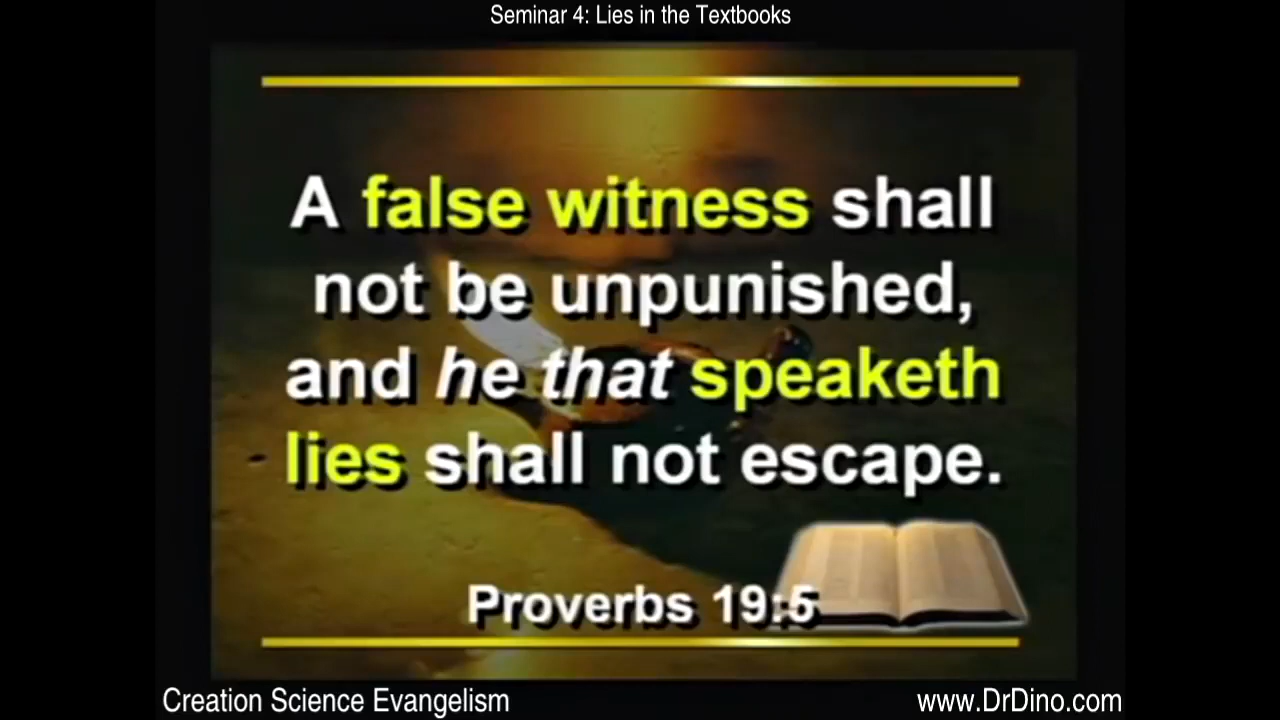 Seminar 4: Lies in the Textbooks
A false witness shall
not be unpunished,
and he that speaketh
lies shall not escape.
Proverbs 19:5
Creation Science Evangelism
www.DrDino.com